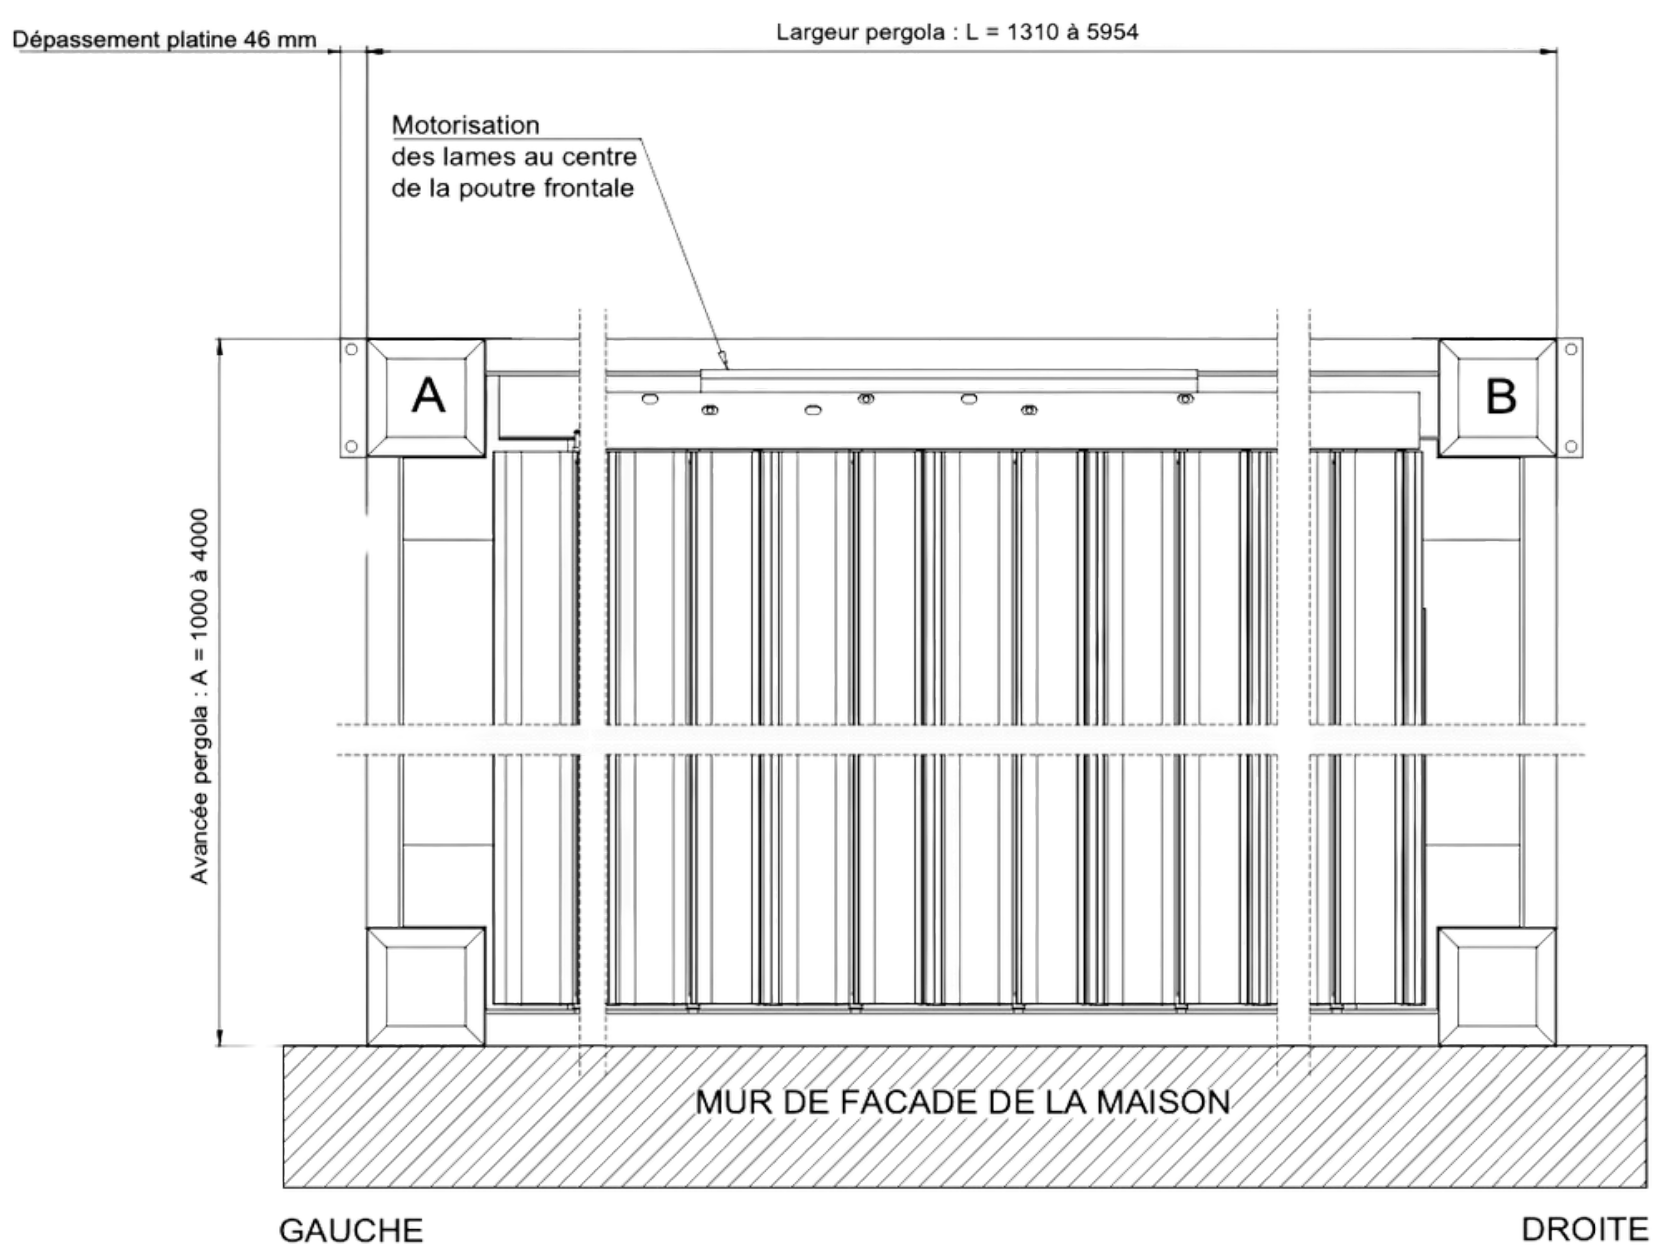 Dépassement platine 46 mm
Largeur pergola : L = 1310 à 5954
Motorisation
des lames au centre
de la poutre frontale
A
B
Avancée pergola : A = 1000 à 4000
MUR DE FACADE DE LA MAISON
GAUCHE
DROITE